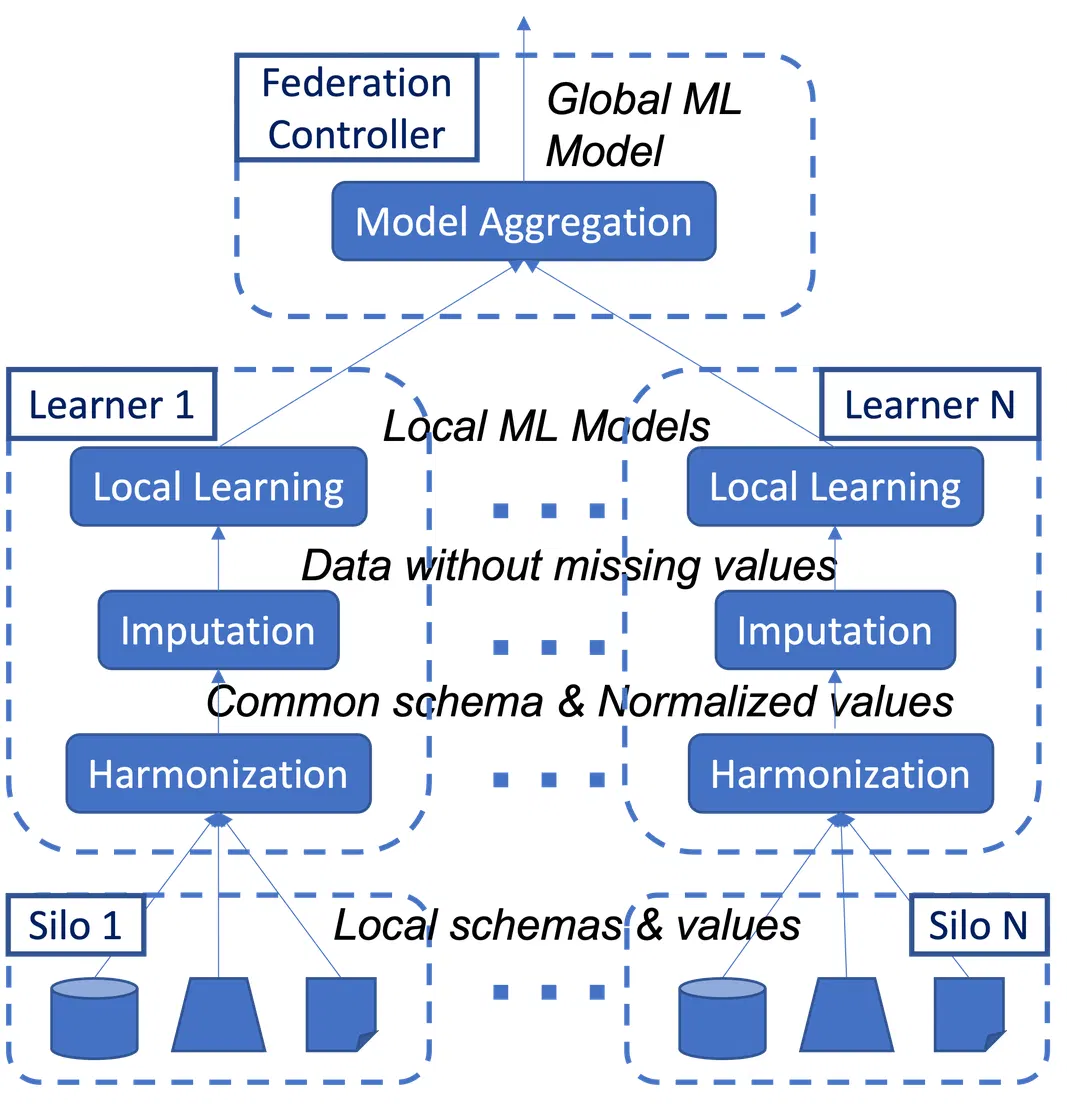 Federation
Controller
Global ML
Model
Model Aggregation
Learner 1
Learner N
Local ML Models
Local Learning
Local Learning
Data without missing values
Imputation
Imputation
Common schema & Normalized values
Harmonization
Harmonization
Silo 1
Local schemas & values
Silo N